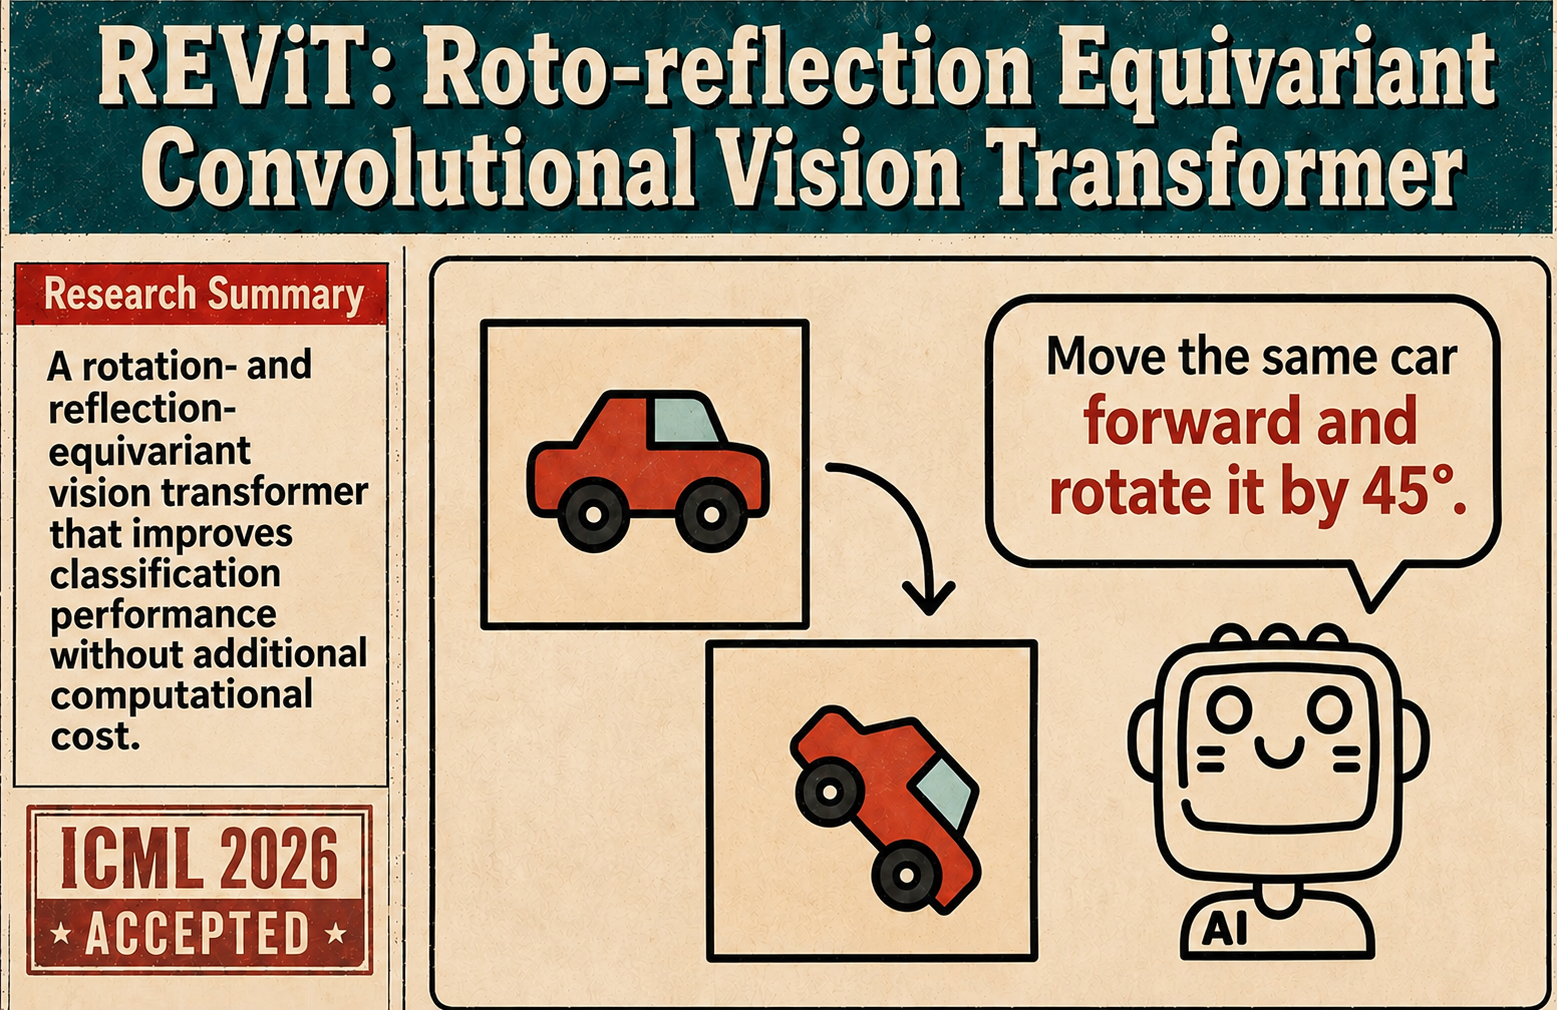 REViT: Roto-reflection Equivariant
Convolutional Vision Transformer
Research Summary
A rotation- and
reflection-
equivariant
vision transformer
that improves
classification
performance
without additional
computational
cost.
ICML 2026
★ ACCEPTED ★
Move the same car
forward and
rotate it by 45°.
AI